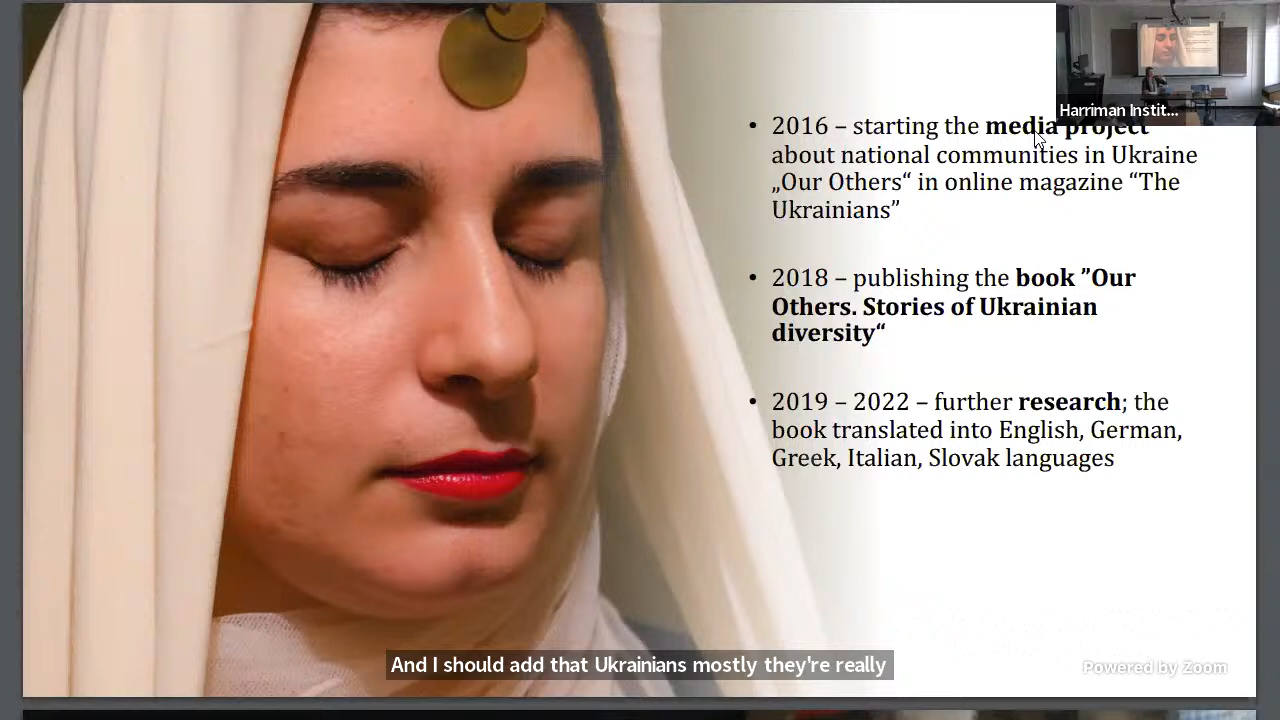 Harriman Instit...
• 2016 – starting the media project
about national communities in Ukraine
„Our Others“ in online magazine “The
Ukrainians”
• 2018 – publishing the book ”Our
Others. Stories of Ukrainian
diversity“
• 2019 – 2022 – further research; the
book translated into English, German,
Greek, Italian, Slovak languages
And I should add that Ukrainians mostly they're really
Powered by Zoom